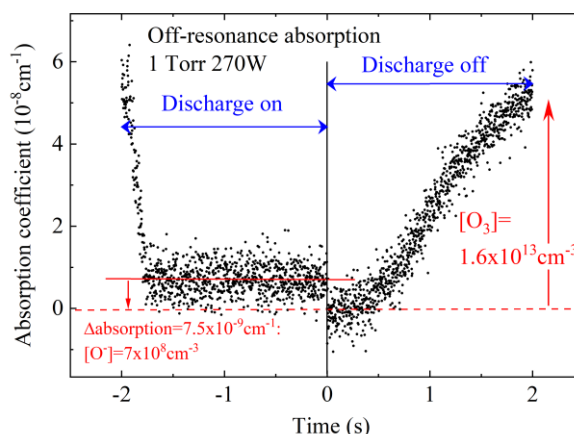 Off-resonance absorption
1 Torr 270W
Discharge on
Discharge off
[O₃]=
1.6x10¹³cm⁻³
Δabsorption=7.5x10⁻⁹cm⁻¹:
[O⁻]=7x10⁸cm⁻³
Absorption coefficient (10⁻⁸cm⁻¹)
6
4
2
0
-2
-1
0
1
2
Time (s)